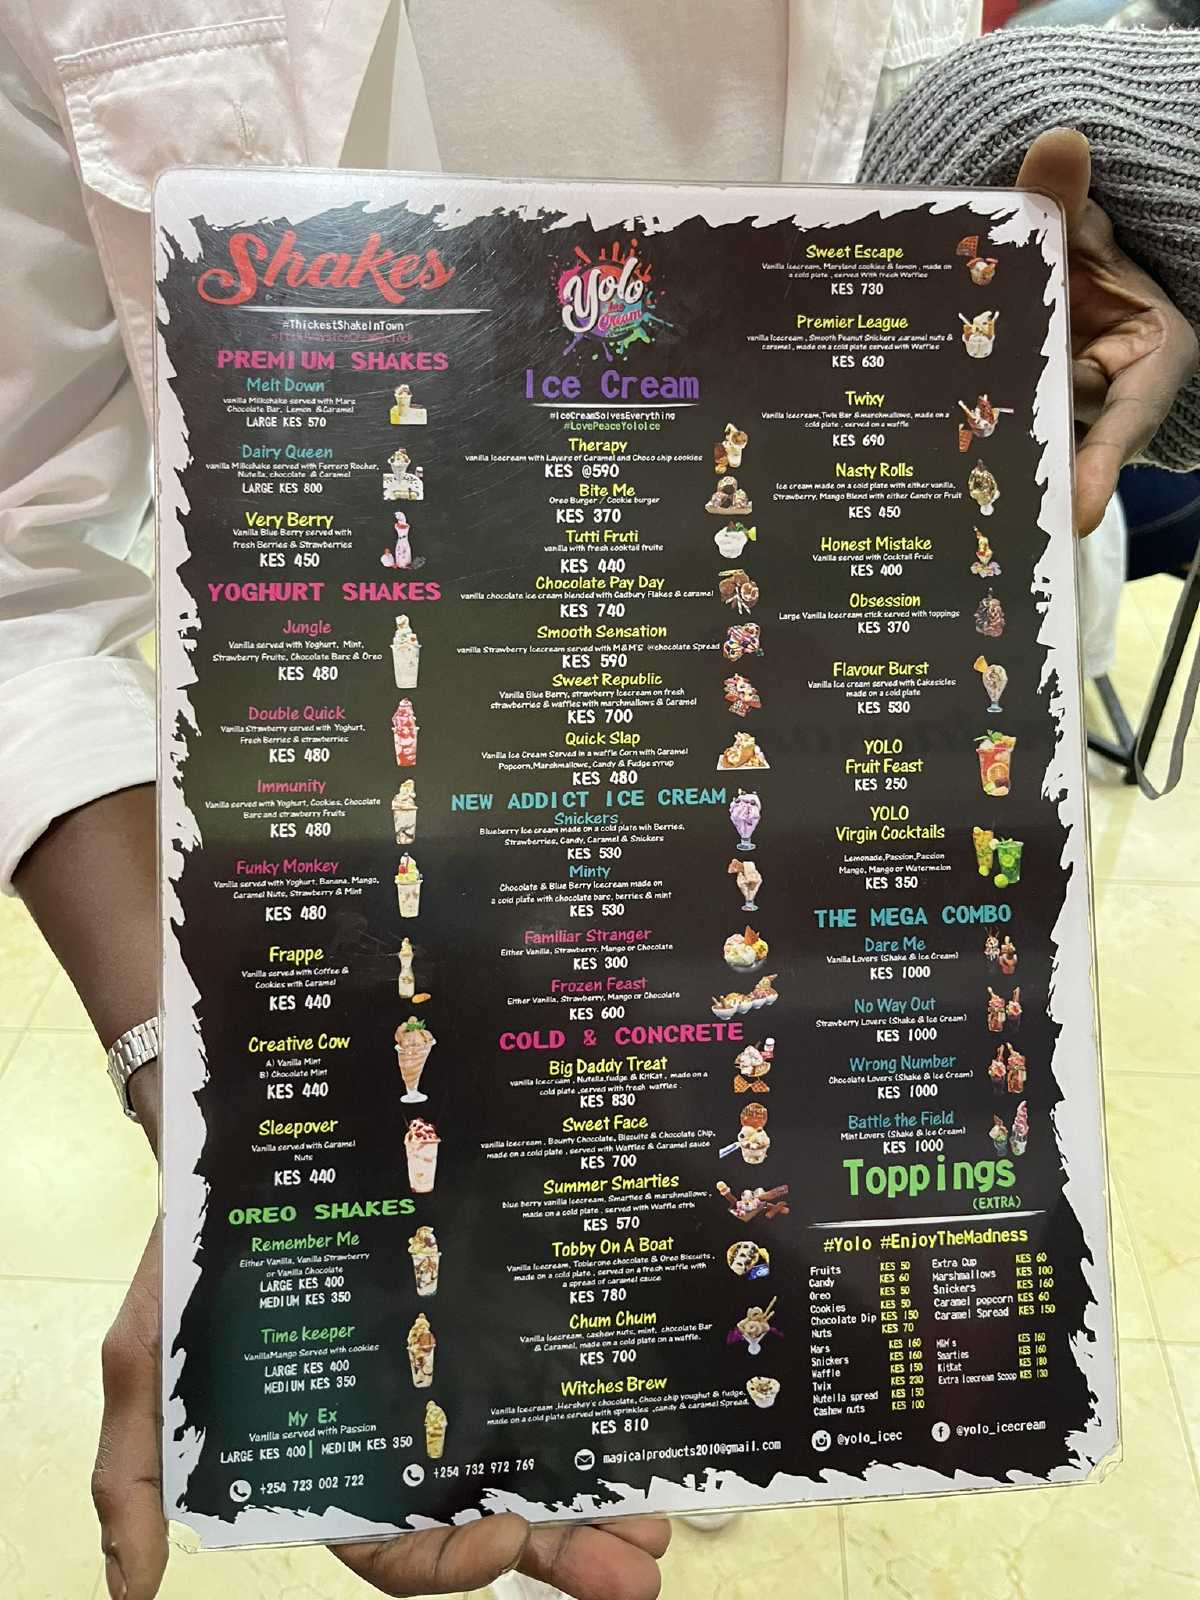 Shakes
#ThickestShakeInTown
PREMIUM SHAKES
Melt Down
vanilla Milkshake served with Mars
Chocolate Bar, Lemon &Caramel
LARGE KES 570
Dairy Queen
vanilla Milkshake served with Ferrero Rocher,
Nutella, chocolate & Caramel
LARGE KES 800
Very Berry
Vanilla Blue Berry served with
fresh Berries & Strawberries
KES 450
YOGHURT SHAKES
Jungle
Vanilla served with Yoghurt, Mint,
Strawberry Fruits, Chocolate Bars & Oreo
KES 480
Double Quick
Vanilla Strawberry served with Yoghurt,
Fresh Berries & strawberries
KES 480
Immunity
Vanilla served with Yoghurt, Cookies, Chocolate
Bars and strawberry Fruits
KES 480
Funky Monkey
Vanilla served with Yoghurt, Banana, Mango,
Caramel Nuts, Strawberry & Mint
KES 480
Frappe
Vanilla served with Coffee &
Cookies with Caramel
KES 440
Creative Cow
A) Vanilla Mint
B) Chocolate Mint
KES 440
Sleepover
Vanilla served with Caramel
Nuts
KES 440
OREO SHAKES
Remember Me
Either Vanilla, Vanilla Strawberry
or Vanilla Chocolate
LARGE KES 400
MEDIUM KES 350
Time keeper
VanillaMango Served with cookies
LARGE KES 400
MEDIUM KES 350
My Ex
Vanilla served with Passion
LARGE KES 400 | MEDIUM KES 350
Yolo
Ice
Cream
Ice Cream
#IceCreamSolvesEverything
#LovePeaceYoloIce
Therapy
vanilla Icecream with Layers of Caramel and Choco chip cookies
KES @590
Bite Me
Oreo Burger / Cookie burger
KES 370
Tutti Fruti
vanilla with fresh cocktail fruits
KES 440
Chocolate Pay Day
vanilla chocolate ice cream blended with Cadbury Flakes & caramel
KES 740
Smooth Sensation
vanilla Strawberry Icecream served with M&M'S @chocolate Spread
KES 590
Sweet Republic
Vanilla Blue Berry, strawberry Icecream on fresh
strawberries & waffles with marshmallows & Caramel
KES 700
Quick Slap
Vanilla Ice Cream Served in a waffle Corn with Caramel
Popcorn,Marshmallows, Candy & Fudge syrup
KES 480
NEW ADDICT ICE CREAM
Snickers
Blueberry Ice cream made on a cold plate wih Berries,
Strawberries, Candy, Caramel & Snickers
KES 530
Minty
Chocolate & Blue Berry Icecream made on
a cold plate with chocolate bars, berries & mint
KES 530
Familiar Stranger
Either Vanilla, Strawberry, Mango or Chocolate
KES 300
Frozen Feast
Either Vanilla, Strawberry, Mango or Chocolate
KES 600
COLD & CONCRETE
Big Daddy Treat
vanilla Icecream , Nutella,fudge & KitKat , made on a
cold plate ,served with fresh waffles .
KES 830
Sweet Face
vanilla Icecream , Bounty Chocolate, Biscuits & Chocolate Chip,
made on a cold plate , served with Waffles & Caramel sauce
KES 700
Summer Smarties
blue berry vanilla Icecream, Smarties & marshmallows ,
made on a cold plate , served with Waffle strix
KES 570
Tobby On A Boat
Vanilla Icecream, Toblerone chocolate & Oreo Biscuits ,
made on a cold plate , served on a fresh waffle with
a spread of caramel sauce
KES 780
Chum Chum
Vanilla Icecream, cashew nuts, mint, chocolate Bar
& Caramel, made on a cold plate on a waffle.
KES 700
Witches Brew
Vanilla Icecream ,Hershey's chocolate, Choco chip youghut & fudge,
made on a cold plate served with sprinkles ,candy & caramel Spread,
KES 810
Sweet Escape
Vanilla Icecream, Maryland cookies & lemon , made on
a cold plate , served With fresh Waffles
KES 730
Premier League
vanilla Icecream , Smooth Peanut Snickers ,caramel nuts &
caramel , made on a cold plate served with Waffles
KES 630
Twixy
Vanilla Icecream,Twix Bar &marshmallows, made on a
cold plate , served on a waffle
KES 690
Nasty Rolls
Ice cream made on a cold plate with either vanilla,
Strawberry, Mango Blend with either Candy or Fruit
KES 450
Honest Mistake
Vanilla served with Cocktail Fruit
KES 400
Obsession
Large Vanilla Icecream stick served with toppings
KES 370
Flavour Burst
Vanilla Ice cream served with Cakesicles
made on a cold plate
KES 530
YOLO
Fruit Feast
KES 250
YOLO
Virgin Cocktails
Lemonade,Passion,Passion
Mango, Mango or Watermelon
KES 350
THE MEGA COMBO
Dare Me
Vanilla Lovers (Shake & Ice Cream)
KES 1000
No Way Out
Strawberry Lovers (Shake & Ice Cream)
KES 1000
Wrong Number
Chocolate Lovers (Shake & Ice Cream)
KES 1000
Battle the Field
Mint Lovers (Shake & Ice Cream)
KES 1000
Toppings
(EXTRA)
#Yolo #EnjoyTheMadness
Fruits KES 50
Candy KES 60
Oreo KES 50
Cookies KES 50
Chocolate Dip KES 150
Nuts KES 70
Mars KES 160
Snickers KES 160
Waffle KES 150
Twix KES 230
Nutella spread KES 150
Cashew nuts KES 100
Extra Cup KES 60
Marshmallows KES 100
Snickers KES 160
Caramel popcorn KES 60
Caramel Spread KES 150
M&M's KES 160
Smarties KES 160
KitKat KES 180
Extra Icecream Scoop KES 130
+254 723 002 722
+254 732 972 769
magicalproducts2010@gmail.com
@yolo_icec
@yolo_icecream